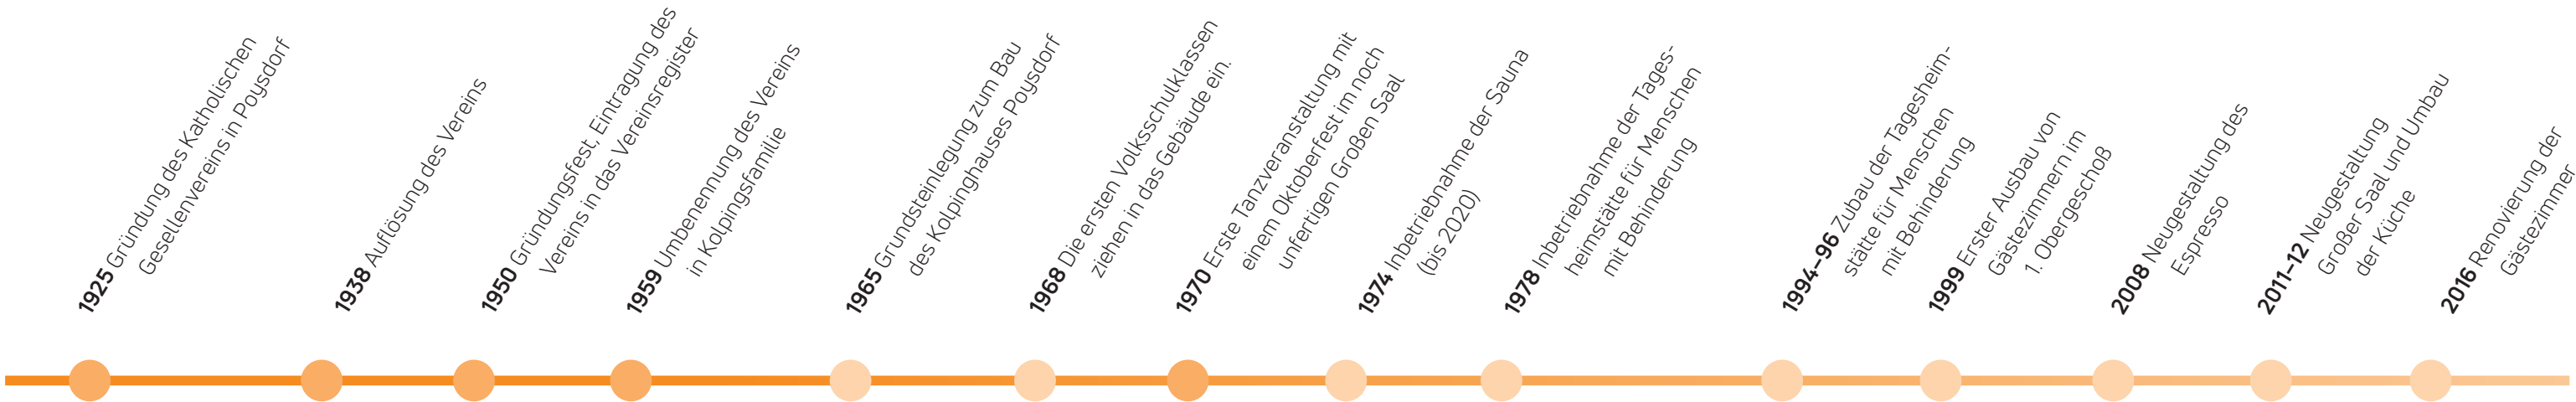 1925 Gründung des Katholischen
Gesellenvereins in Poysdorf
1938 Auflösung des Vereins
1950 Gründungsfest, Eintragung des
Vereins in das Vereinsregister
1959 Umbenennung des Vereins
in Kolpingsfamilie
1965 Grundsteinlegung zum Bau
des Kolpinghauses Poysdorf
1968 Die ersten Volksschulklassen
ziehen in das Gebäude ein.
1970 Erste Tanzveranstaltung mit
einem Oktoberfest im noch
unfertigen Großen Saal
1974 Inbetriebnahme der Sauna
(bis 2020)
1978 Inbetriebnahme der Tages-
heimstätte für Menschen
mit Behinderung
1994–96 Zubau der Tagesheim-
stätte für Menschen
mit Behinderung
1999 Erster Ausbau von
Gästezimmern im
1. Obergeschoß
2008 Neugestaltung des
Espresso
2011–12 Neugestaltung
Großer Saal und Umbau
der Küche
2016 Renovierung der
Gästezimmer